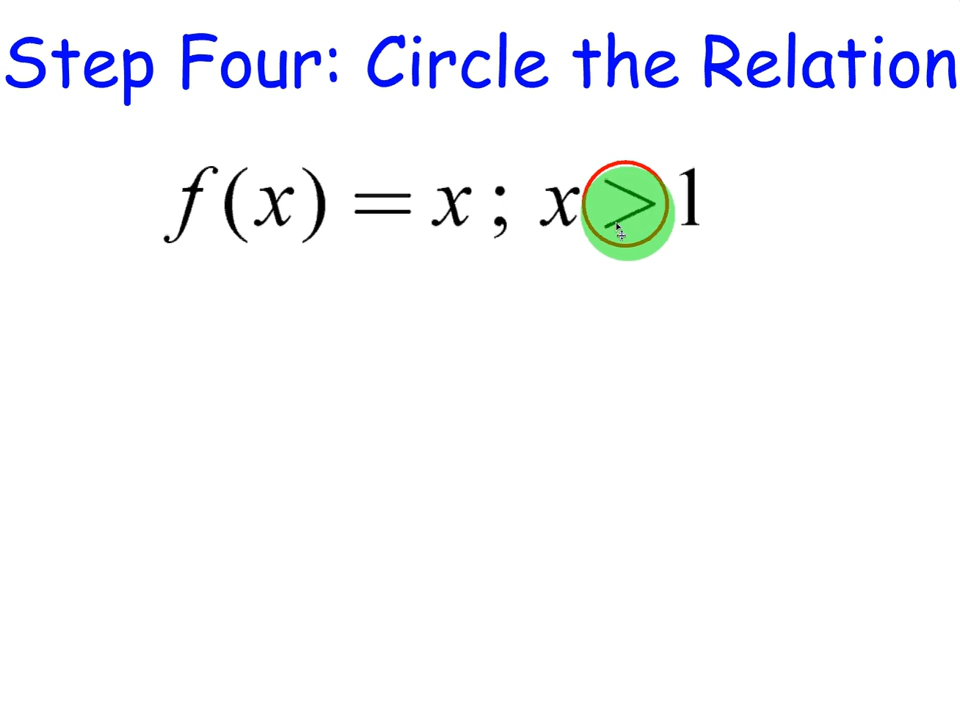 Step Four: Circle the Relation
f(x) = x ; x > 1